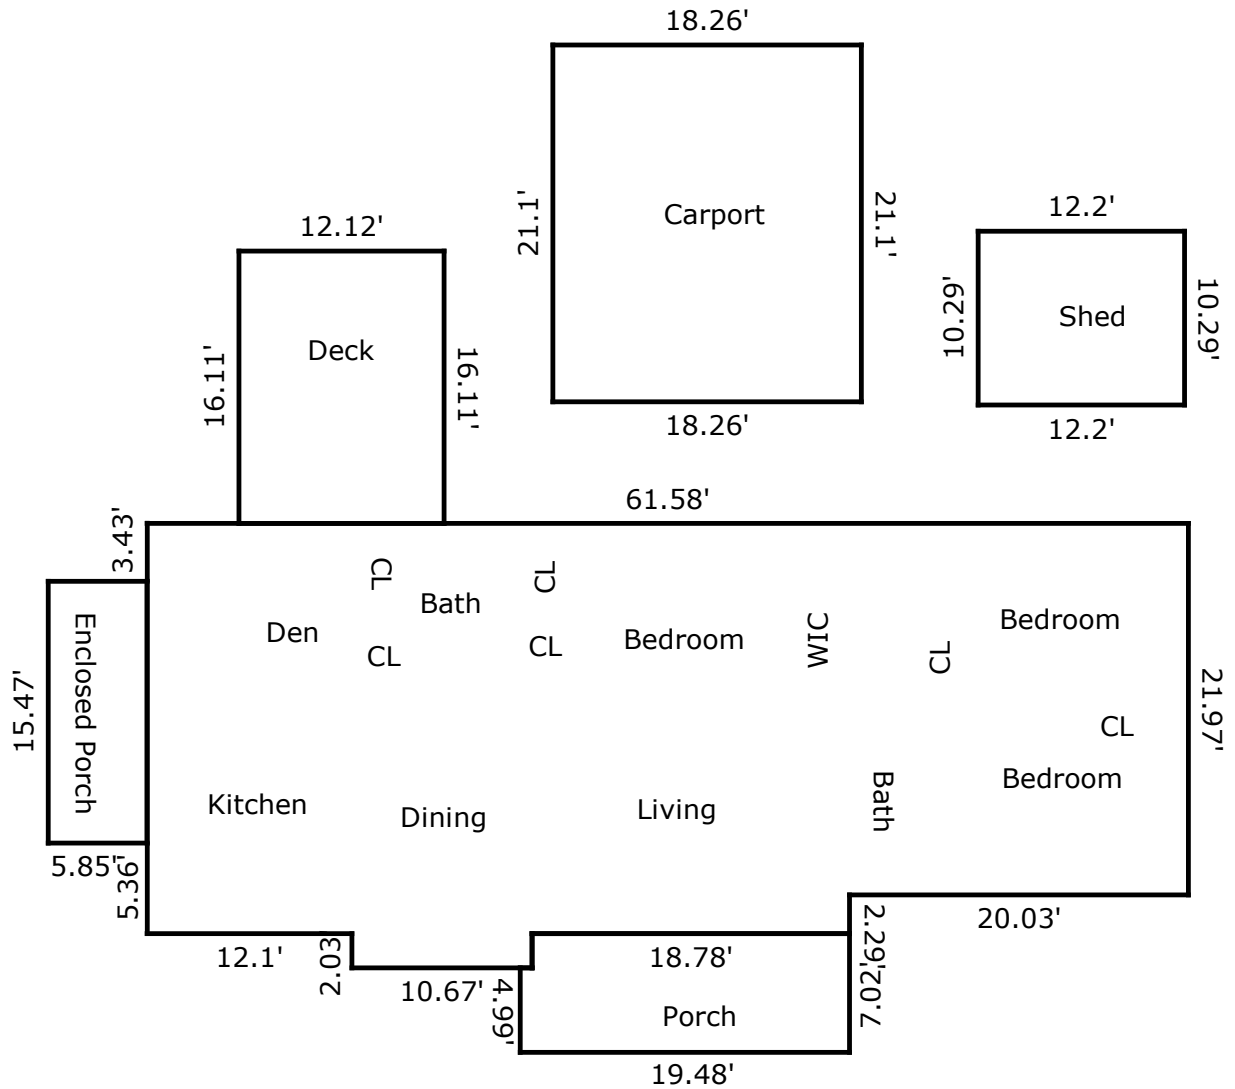 18.26'
21.1'
Carport
21.1'
18.26'
12.2'
10.29'
Shed
10.29'
12.2'
12.12'
16.11'
Deck
16.11'
61.58'
3.43'
CL
Bath
CL
Den
CL
CL
Bedroom
WIC
CL
Bedroom
Enclosed Porch
15.47'
21.97'
CL
Bedroom
Kitchen
Dining
Living
Bath
5.85'
5.36'
12.1'
2.03'
10.67'
4.99'
18.78'
2.29'
7.02'
20.03'
Porch
19.48'